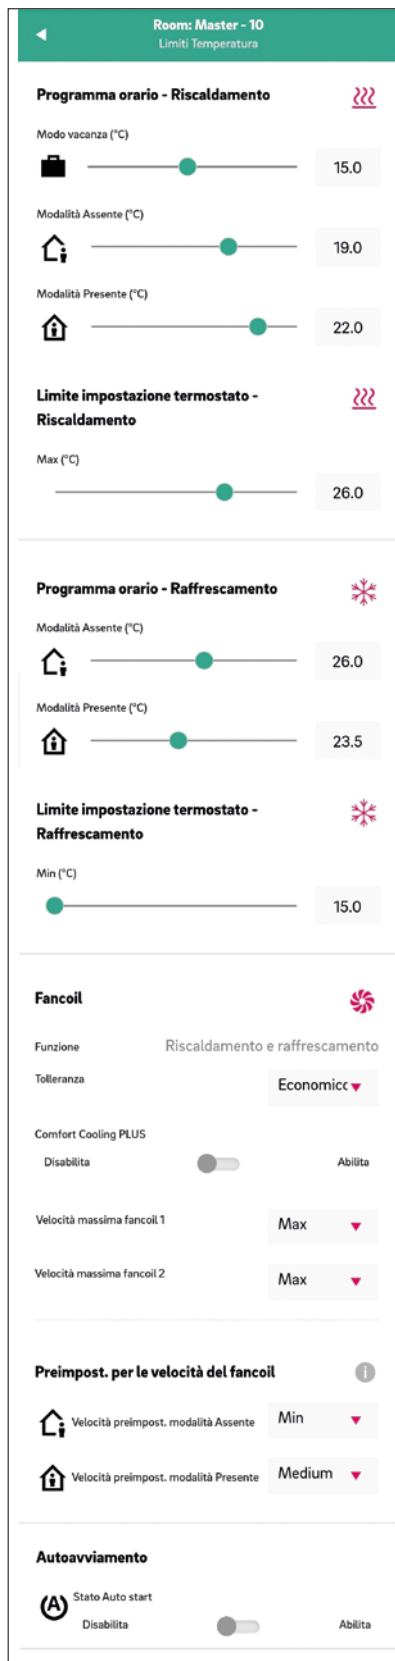 Room: Master - 10
Limiti Temperatura
Programma orario - Riscaldamento
Modo vacanza (°C)
15.0
Modalità Assente (°C)
19.0
Modalità Presente (°C)
22.0
Limite impostazione termostato -
Riscaldamento
Max (°C)
26.0
Programma orario - Raffrescamento
Modalità Assente (°C)
26.0
Modalità Presente (°C)
23.5
Limite impostazione termostato -
Raffrescamento
Min (°C)
15.0
Fancoil
Funzione Riscaldamento e raffrescamento
Tolleranza Economicc
Comfort Cooling PLUS
Disabilita Abilita
Velocità massima fancoil 1 Max
Velocità massima fancoil 2 Max
Preimpost. per le velocità del fancoil
Velocità preimpost. modalità Assente Min
Velocità preimpost. modalità Presente Medium
Autoavviamento
Stato Auto start
Disabilita Abilita